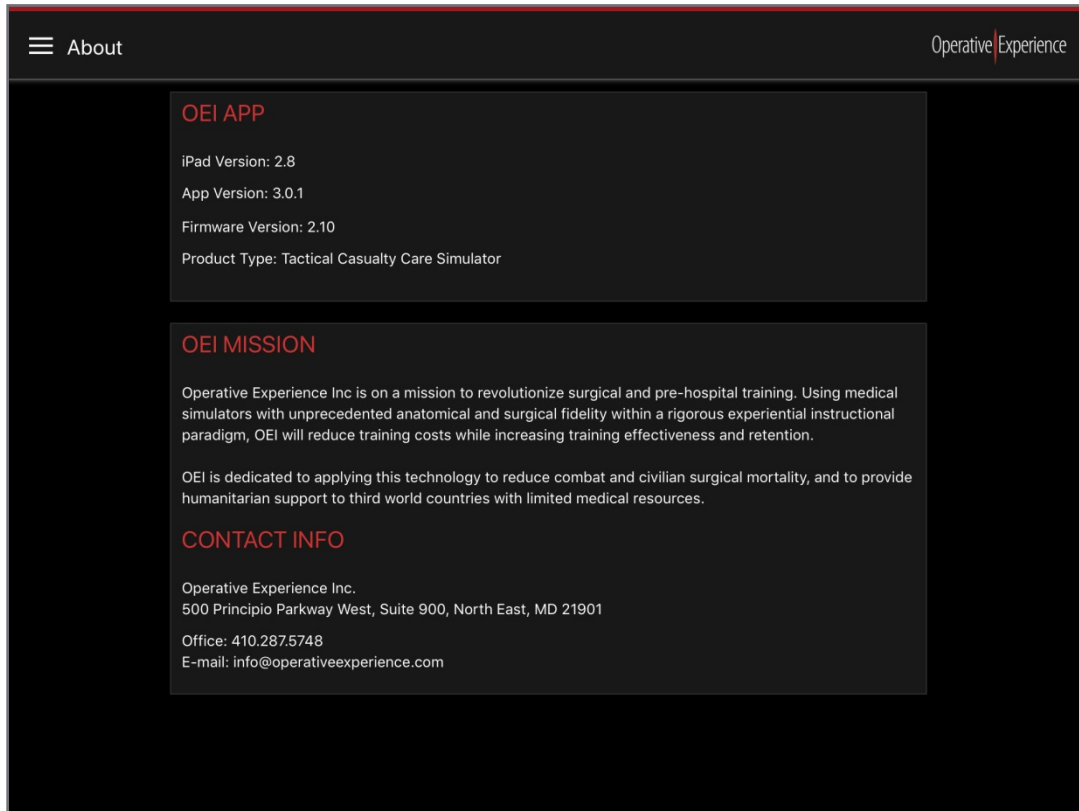 About
Operative Experience
OEI APP
iPad Version: 2.8
App Version: 3.0.1
Firmware Version: 2.10
Product Type: Tactical Casualty Care Simulator
OEI MISSION
Operative Experience Inc is on a mission to revolutionize surgical and pre-hospital training. Using medical
simulators with unprecedented anatomical and surgical fidelity within a rigorous experiential instructional
paradigm, OEI will reduce training costs while increasing training effectiveness and retention.
OEI is dedicated to applying this technology to reduce combat and civilian surgical mortality, and to provide
humanitarian support to third world countries with limited medical resources.
CONTACT INFO
Operative Experience Inc.
500 Principio Parkway West, Suite 900, North East, MD 21901
Office: 410.287.5748
E-mail: info@operativeexperience.com